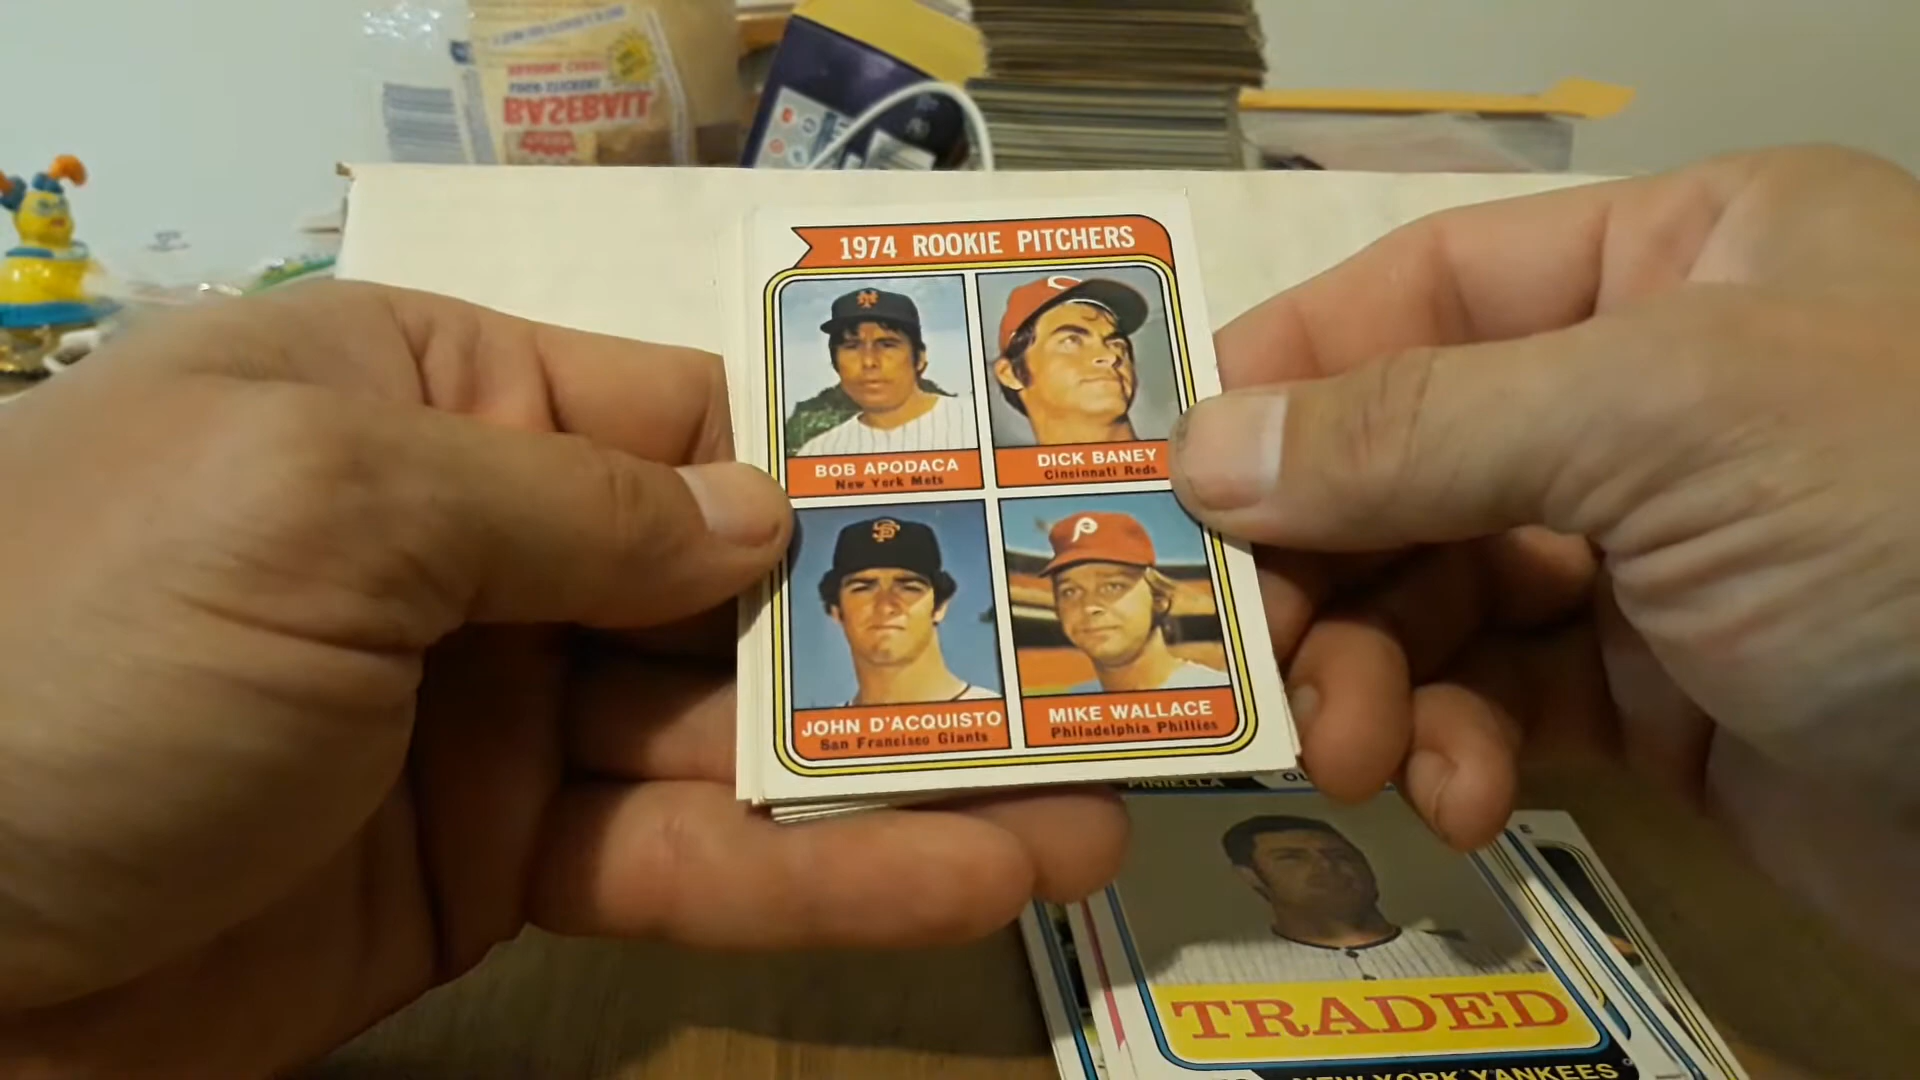 BASEBALL
1974 ROOKIE PITCHERS
BOB APODACA
New York Mets
DICK BANEY
Cincinnati Reds
JOHN D'ACQUISTO
San Francisco Giants
MIKE WALLACE
Philadelphia Phillies
PINIELLA
TRADED
NEW YORK YANKEES